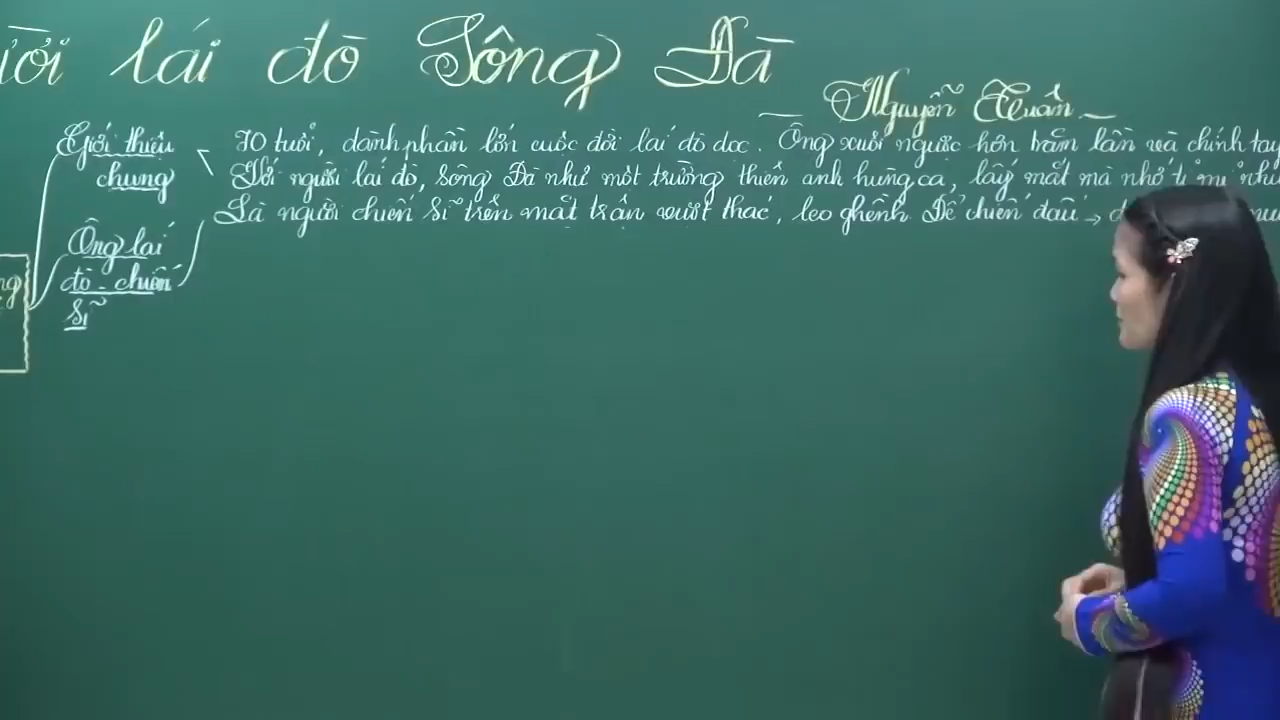 lái đò Sông Đà
Nguyễn Tuân
Giới thiệu chung
70 tuổi, dành phần lớn cuộc đời lái đò dọc. Ông xuôi ngược hơn trăm lần và chính tay
Với người lái đò, Sông Đà như một trường thiên anh hùng ca, lấy mắt mà nhớ tỉ mỉ như
Là người chiến sĩ trên mặt trận vượt thác, leo ghềnh. Để chiến đấu →
Ông lái
đò - chiến
sĩ